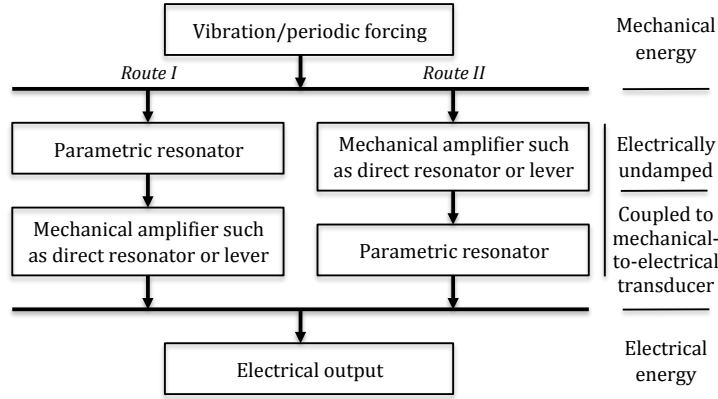 Vibration/periodic forcing
Mechanical
energy
Route I
Route II
Parametric resonator
Mechanical amplifier such
as direct resonator or lever
Electrically
undamped
Mechanical amplifier such
as direct resonator or lever
Parametric resonator
Coupled to
mechanical-
to-electrical
transducer
Electrical output
Electrical
energy